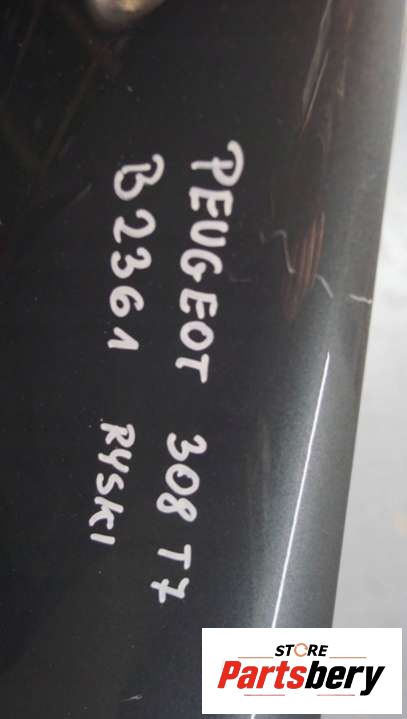 PEUGEOT 308 T7
B2361 RYSKI
STORE
Partsbery